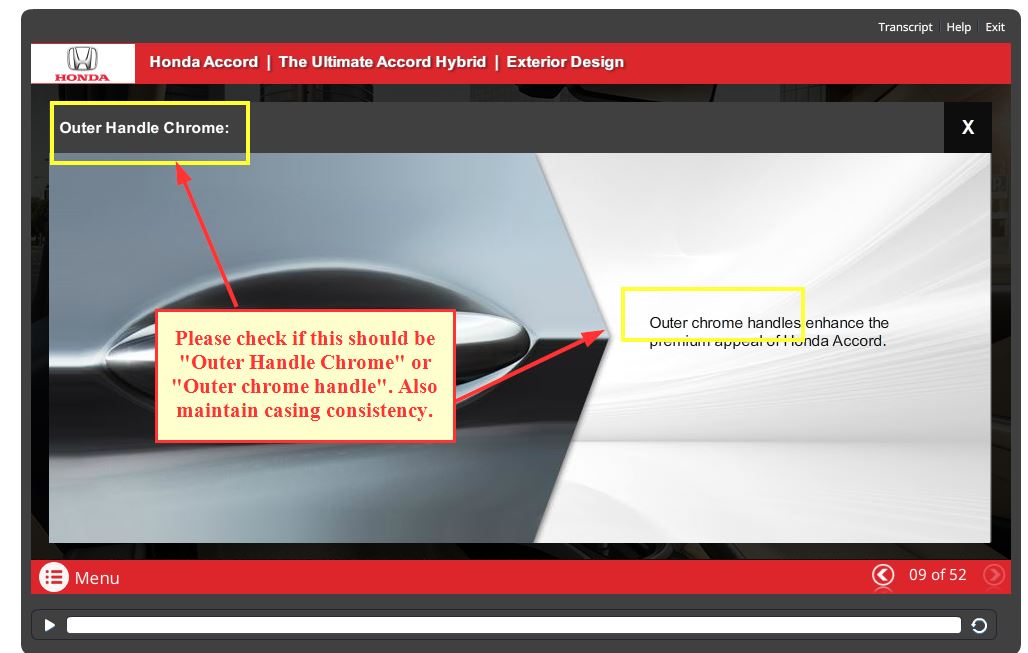 Transcript Help Exit
HONDA
Honda Accord | The Ultimate Accord Hybrid | Exterior Design
Outer Handle Chrome:
X
Outer chrome handles enhance the
premium appeal of Honda Accord.
Please check if this should be
"Outer Handle Chrome" or
"Outer chrome handle". Also
maintain casing consistency.
Menu
09 of 52